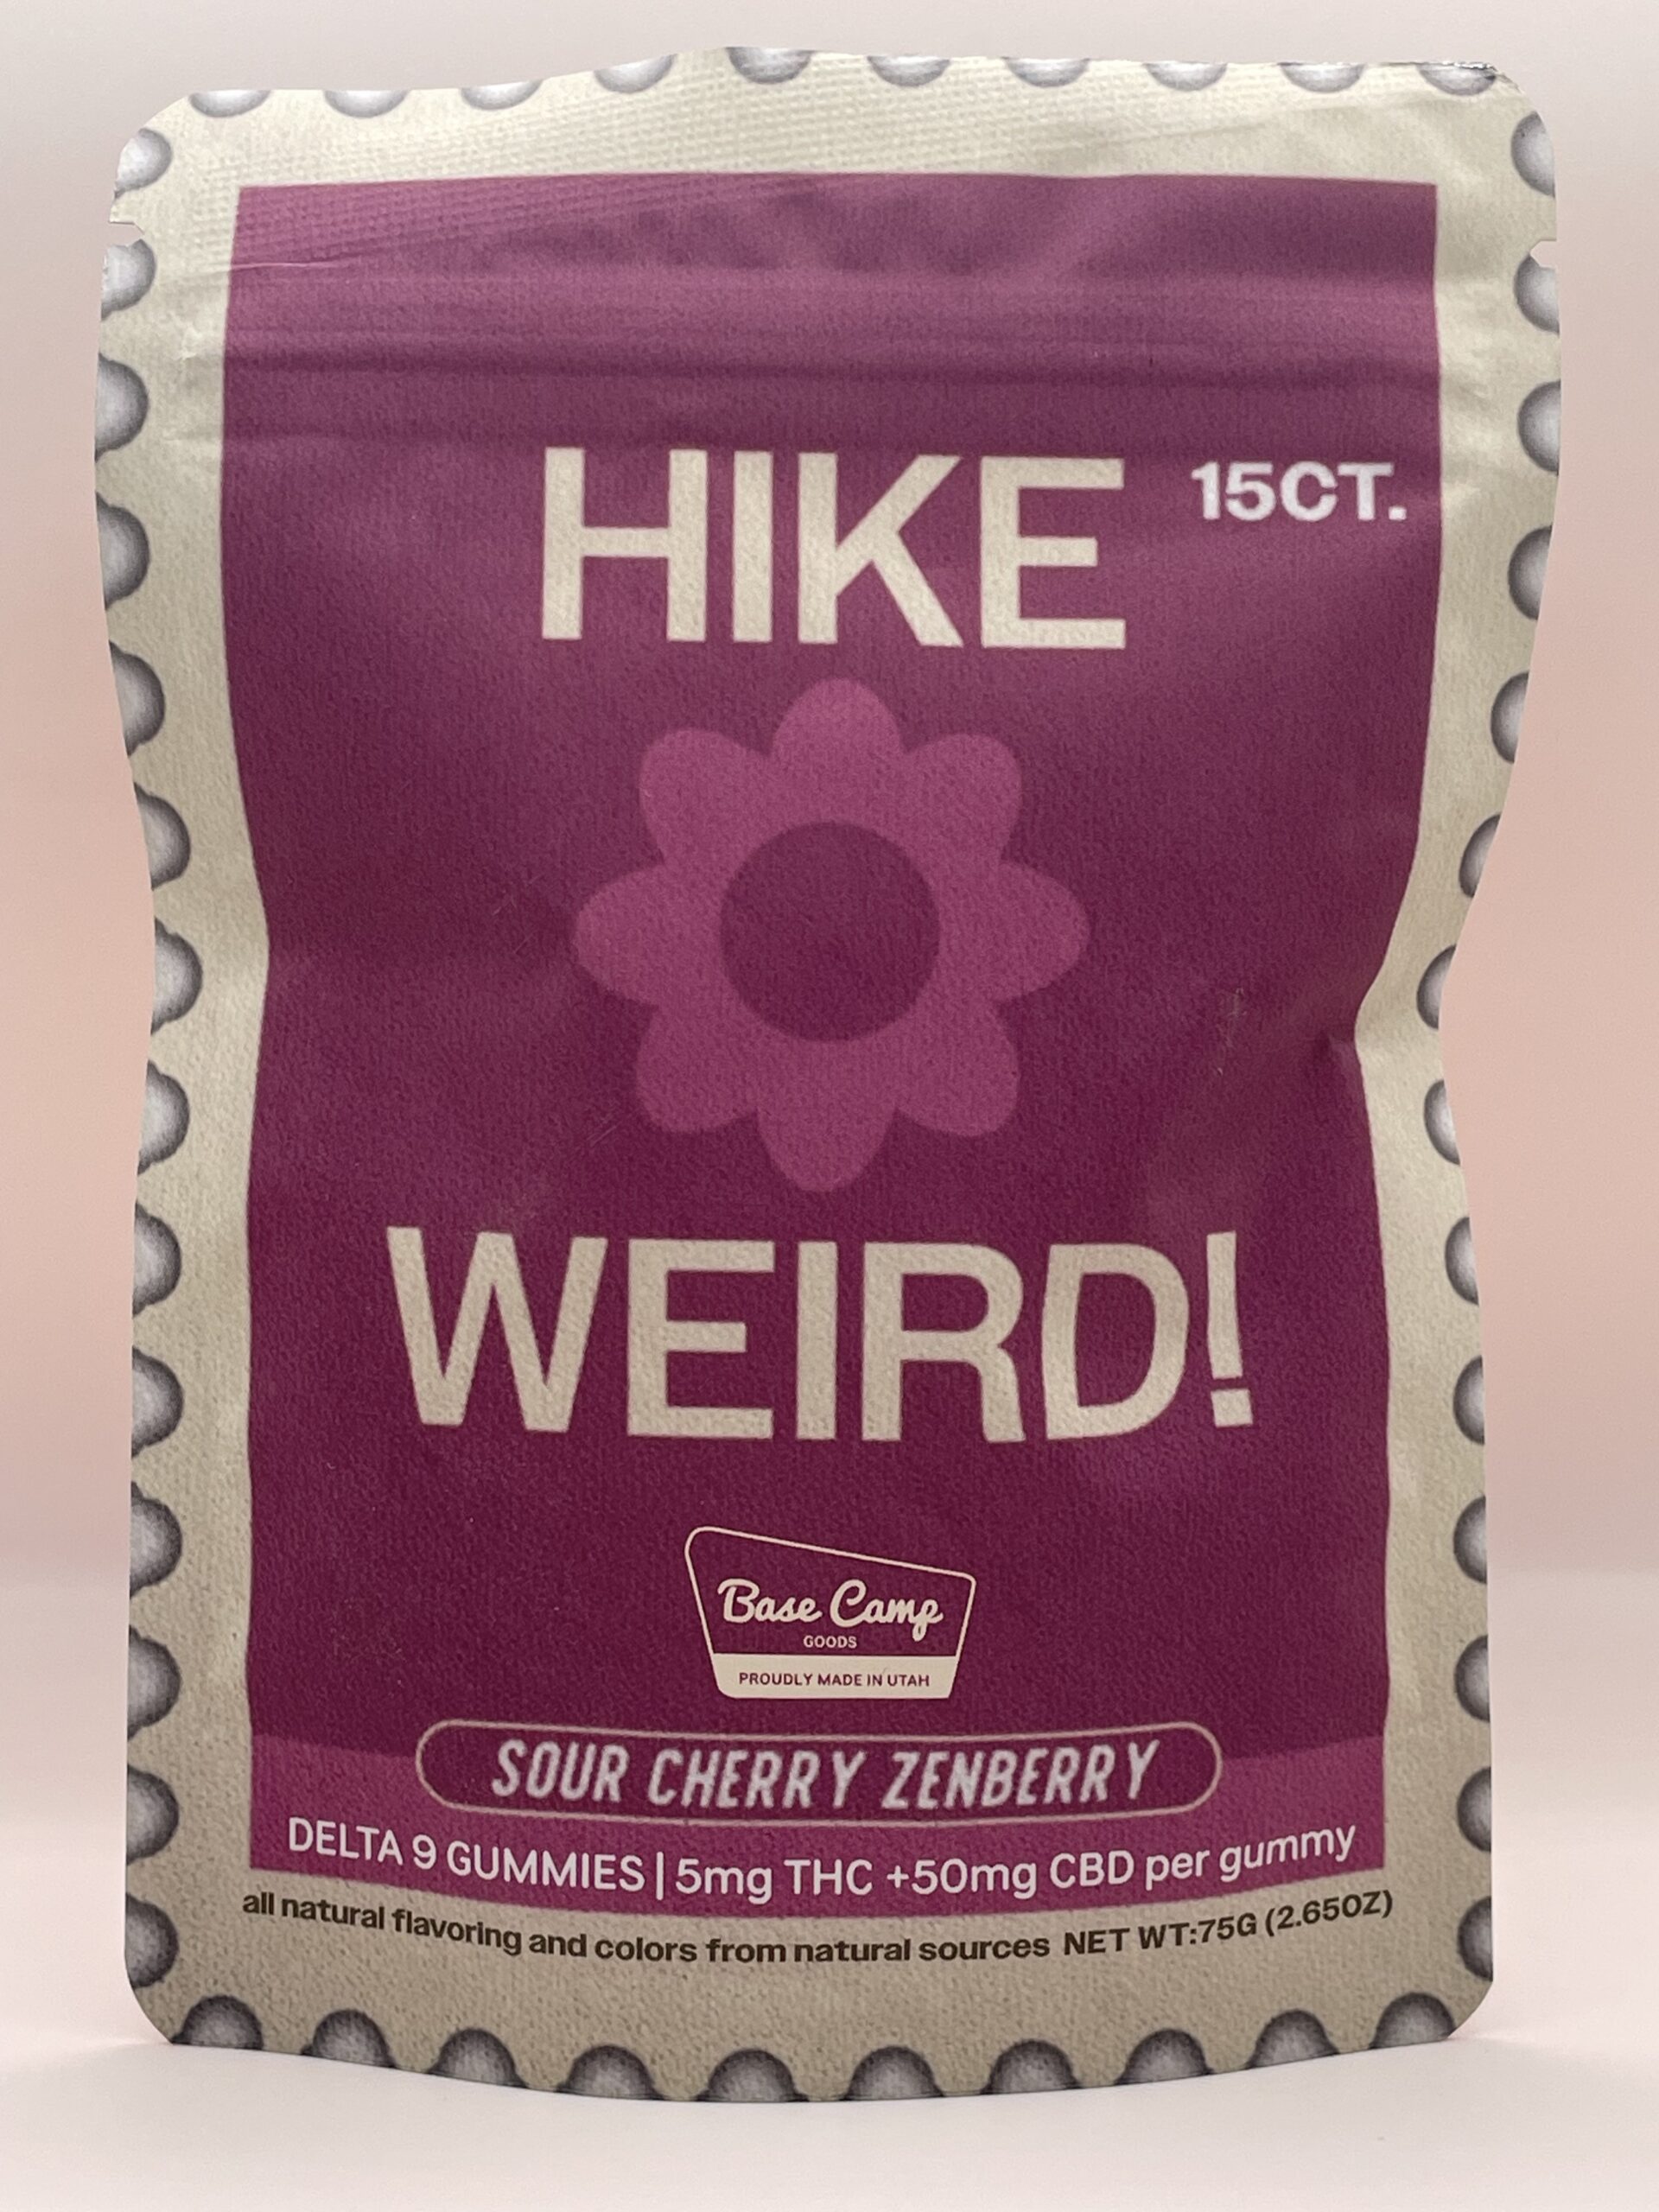 HIKE 15CT.
WEIRD!
Base Camp
GOODS
PROUDLY MADE IN UTAH
SOUR CHERRY ZENBERRY
DELTA 9 GUMMIES | 5mg THC +50mg CBD per gummy
all natural flavoring and colors from natural sources NET WT:75G (2.65OZ)